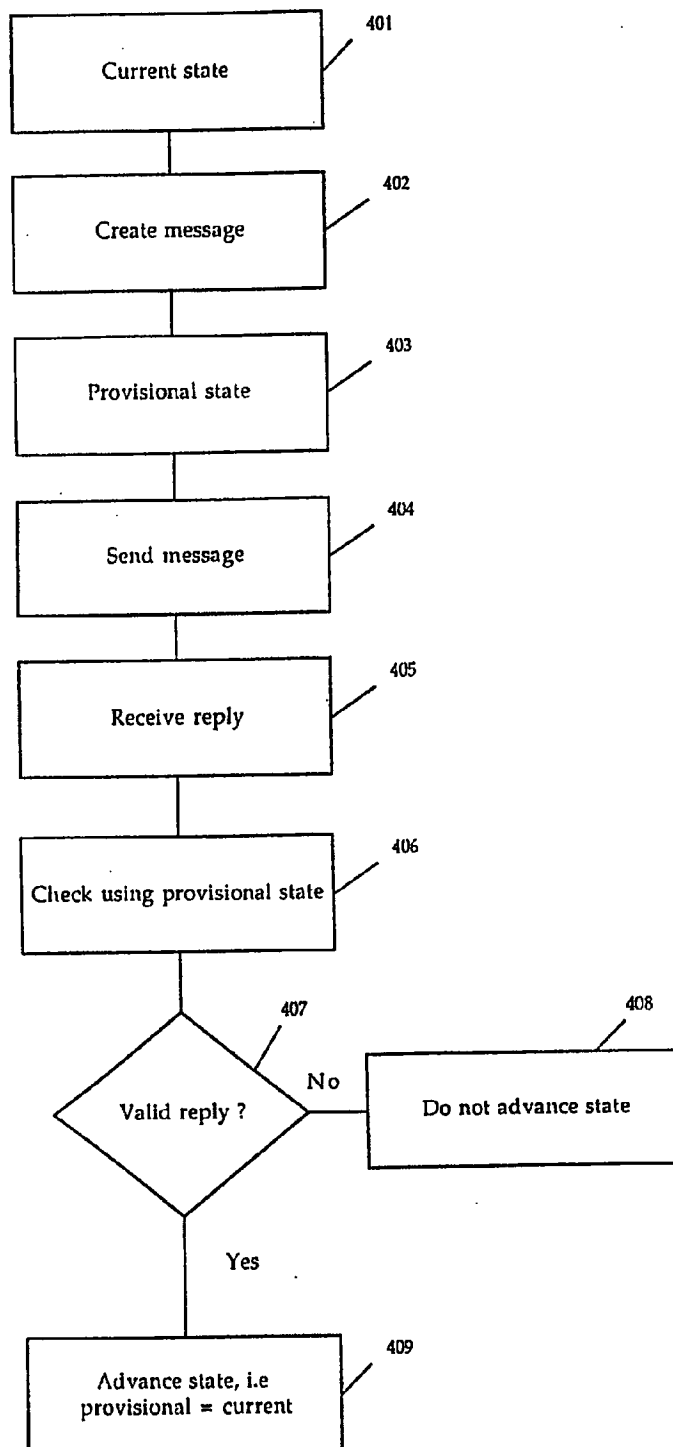 401
Current state
402
Create message
403
Provisional state
404
Send message
405
Receive reply
406
Check using provisional state
407
408
Valid reply ?
No
Do not advance state
Yes
409
Advance state, i.e
provisional = current